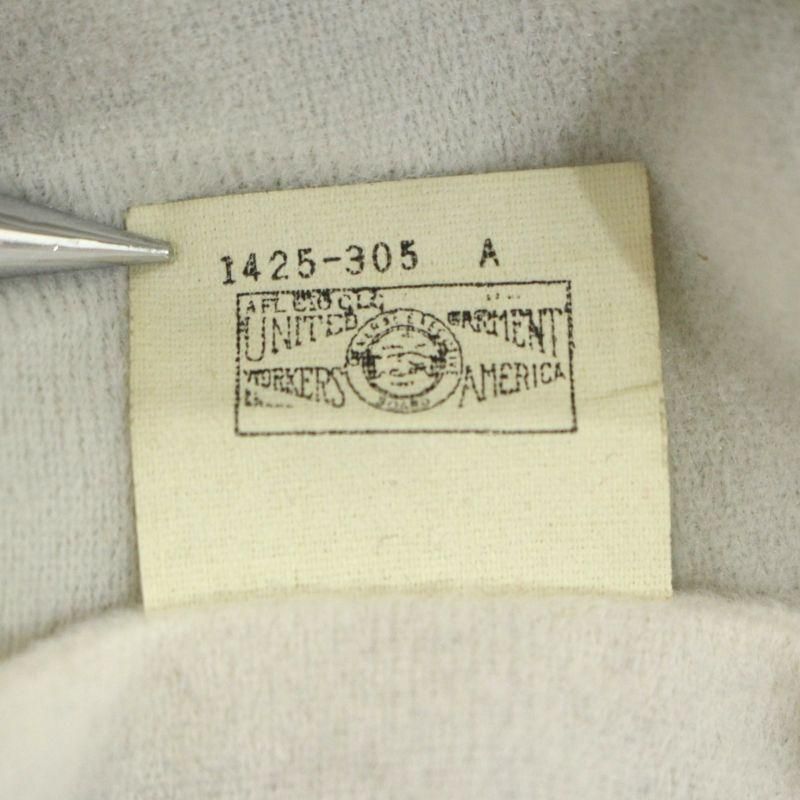 1425-305 A
AFL CIO CLC
UNITED GARMENT
WORKERS AMERICA